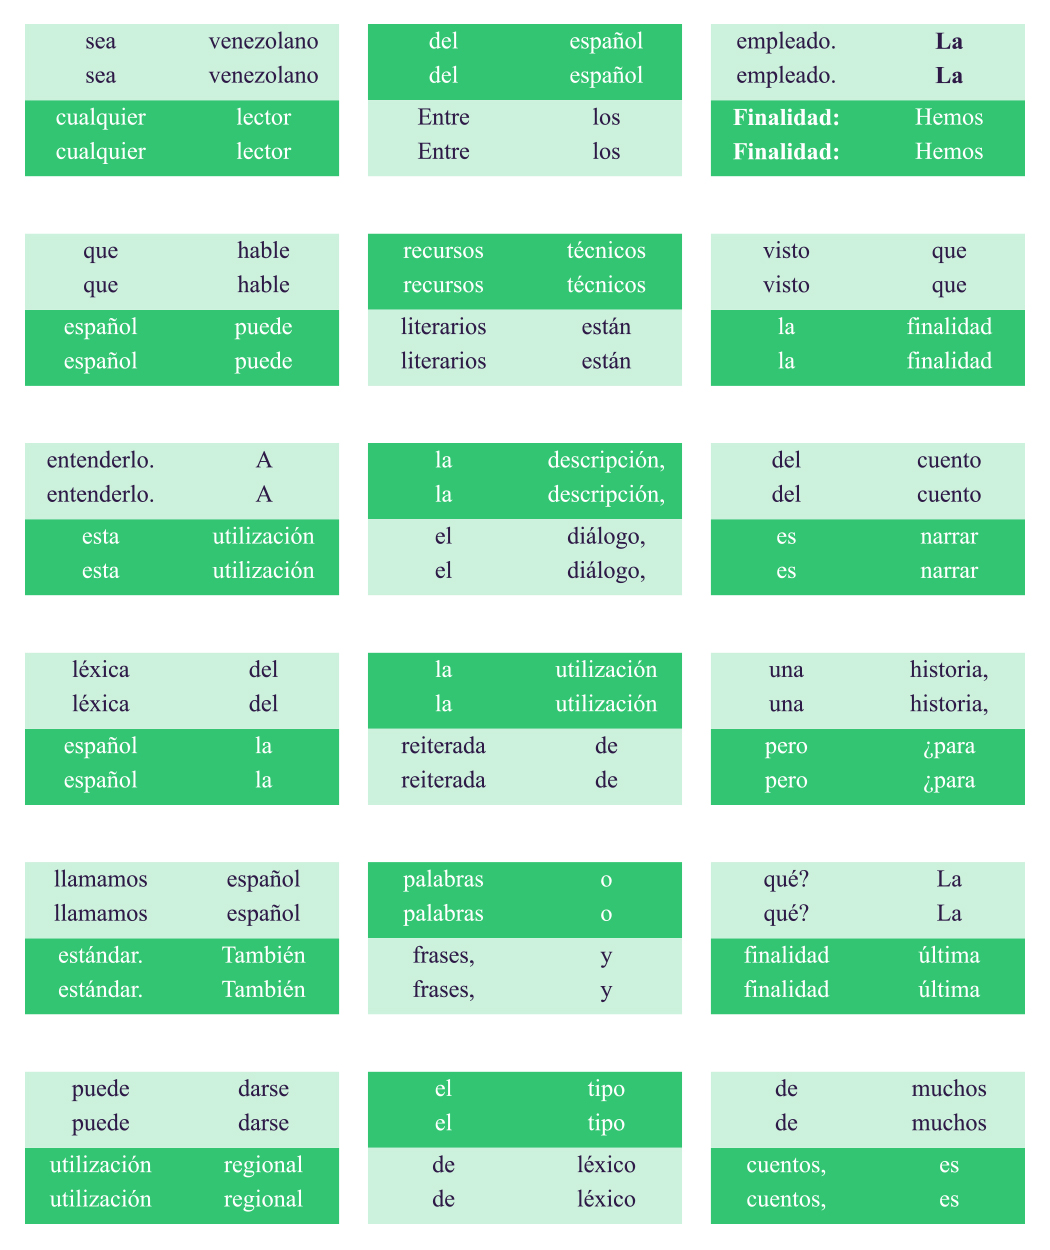 sea venezolano
sea venezolano
cualquier lector
cualquier lector
que hable
que hable
español puede
español puede
entenderlo. A
entenderlo. A
esta utilización
esta utilización
léxica del
léxica del
español la
español la
llamamos español
llamamos español
estándar. También
estándar. También
puede darse
puede darse
utilización regional
utilización regional
del español
del español
Entre los
Entre los
recursos técnicos
recursos técnicos
literarios están
literarios están
la descripción,
la descripción,
el diálogo,
el diálogo,
la utilización
la utilización
reiterada de
reiterada de
palabras o
palabras o
frases, y
frases, y
el tipo
el tipo
de léxico
de léxico
empleado. La
empleado. La
Finalidad: Hemos
Finalidad: Hemos
visto que
visto que
la finalidad
la finalidad
del cuento
del cuento
es narrar
es narrar
una historia,
una historia,
pero ¿para
pero ¿para
qué? La
qué? La
finalidad última
finalidad última
de muchos
de muchos
cuentos, es
cuentos, es